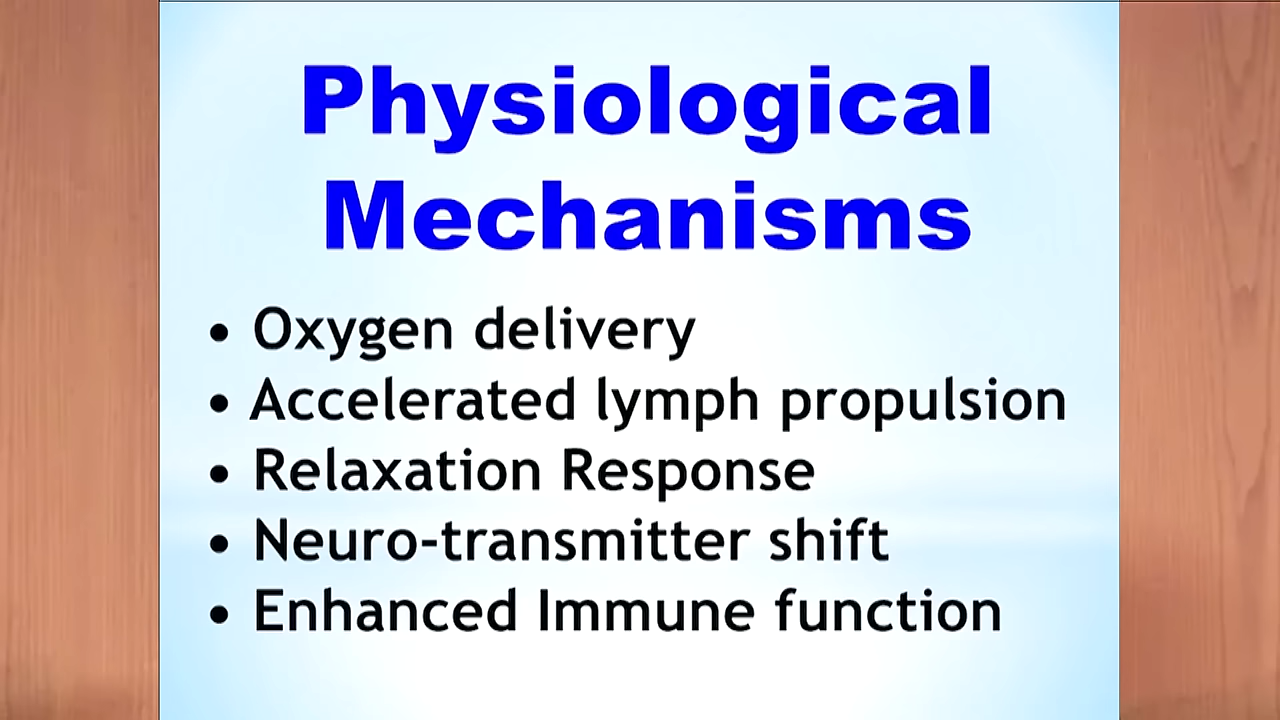 Physiological
Mechanisms
• Oxygen delivery
• Accelerated lymph propulsion
• Relaxation Response
• Neuro-transmitter shift
• Enhanced Immune function